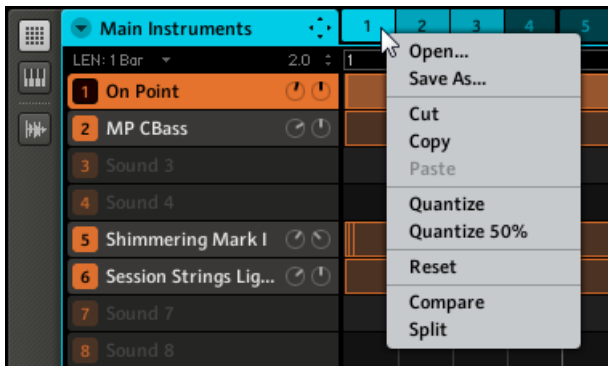 Main Instruments
1 2 3 4 5
LEN: 1 Bar 2.0 1
1 On Point
2 MP CBass
3 Sound 3
4 Sound 4
5 Shimmering Mark I
6 Session Strings Lig...
7 Sound 7
8 Sound 8
Open...
Save As...
Cut
Copy
Paste
Quantize
Quantize 50%
Reset
Compare
Split